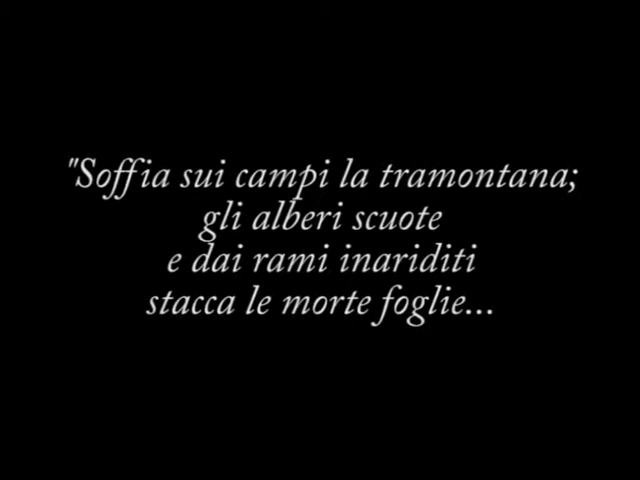 "Soffia sui campi la tramontana;
gli alberi scuote
e dai rami inariditi
stacca le morte foglie...